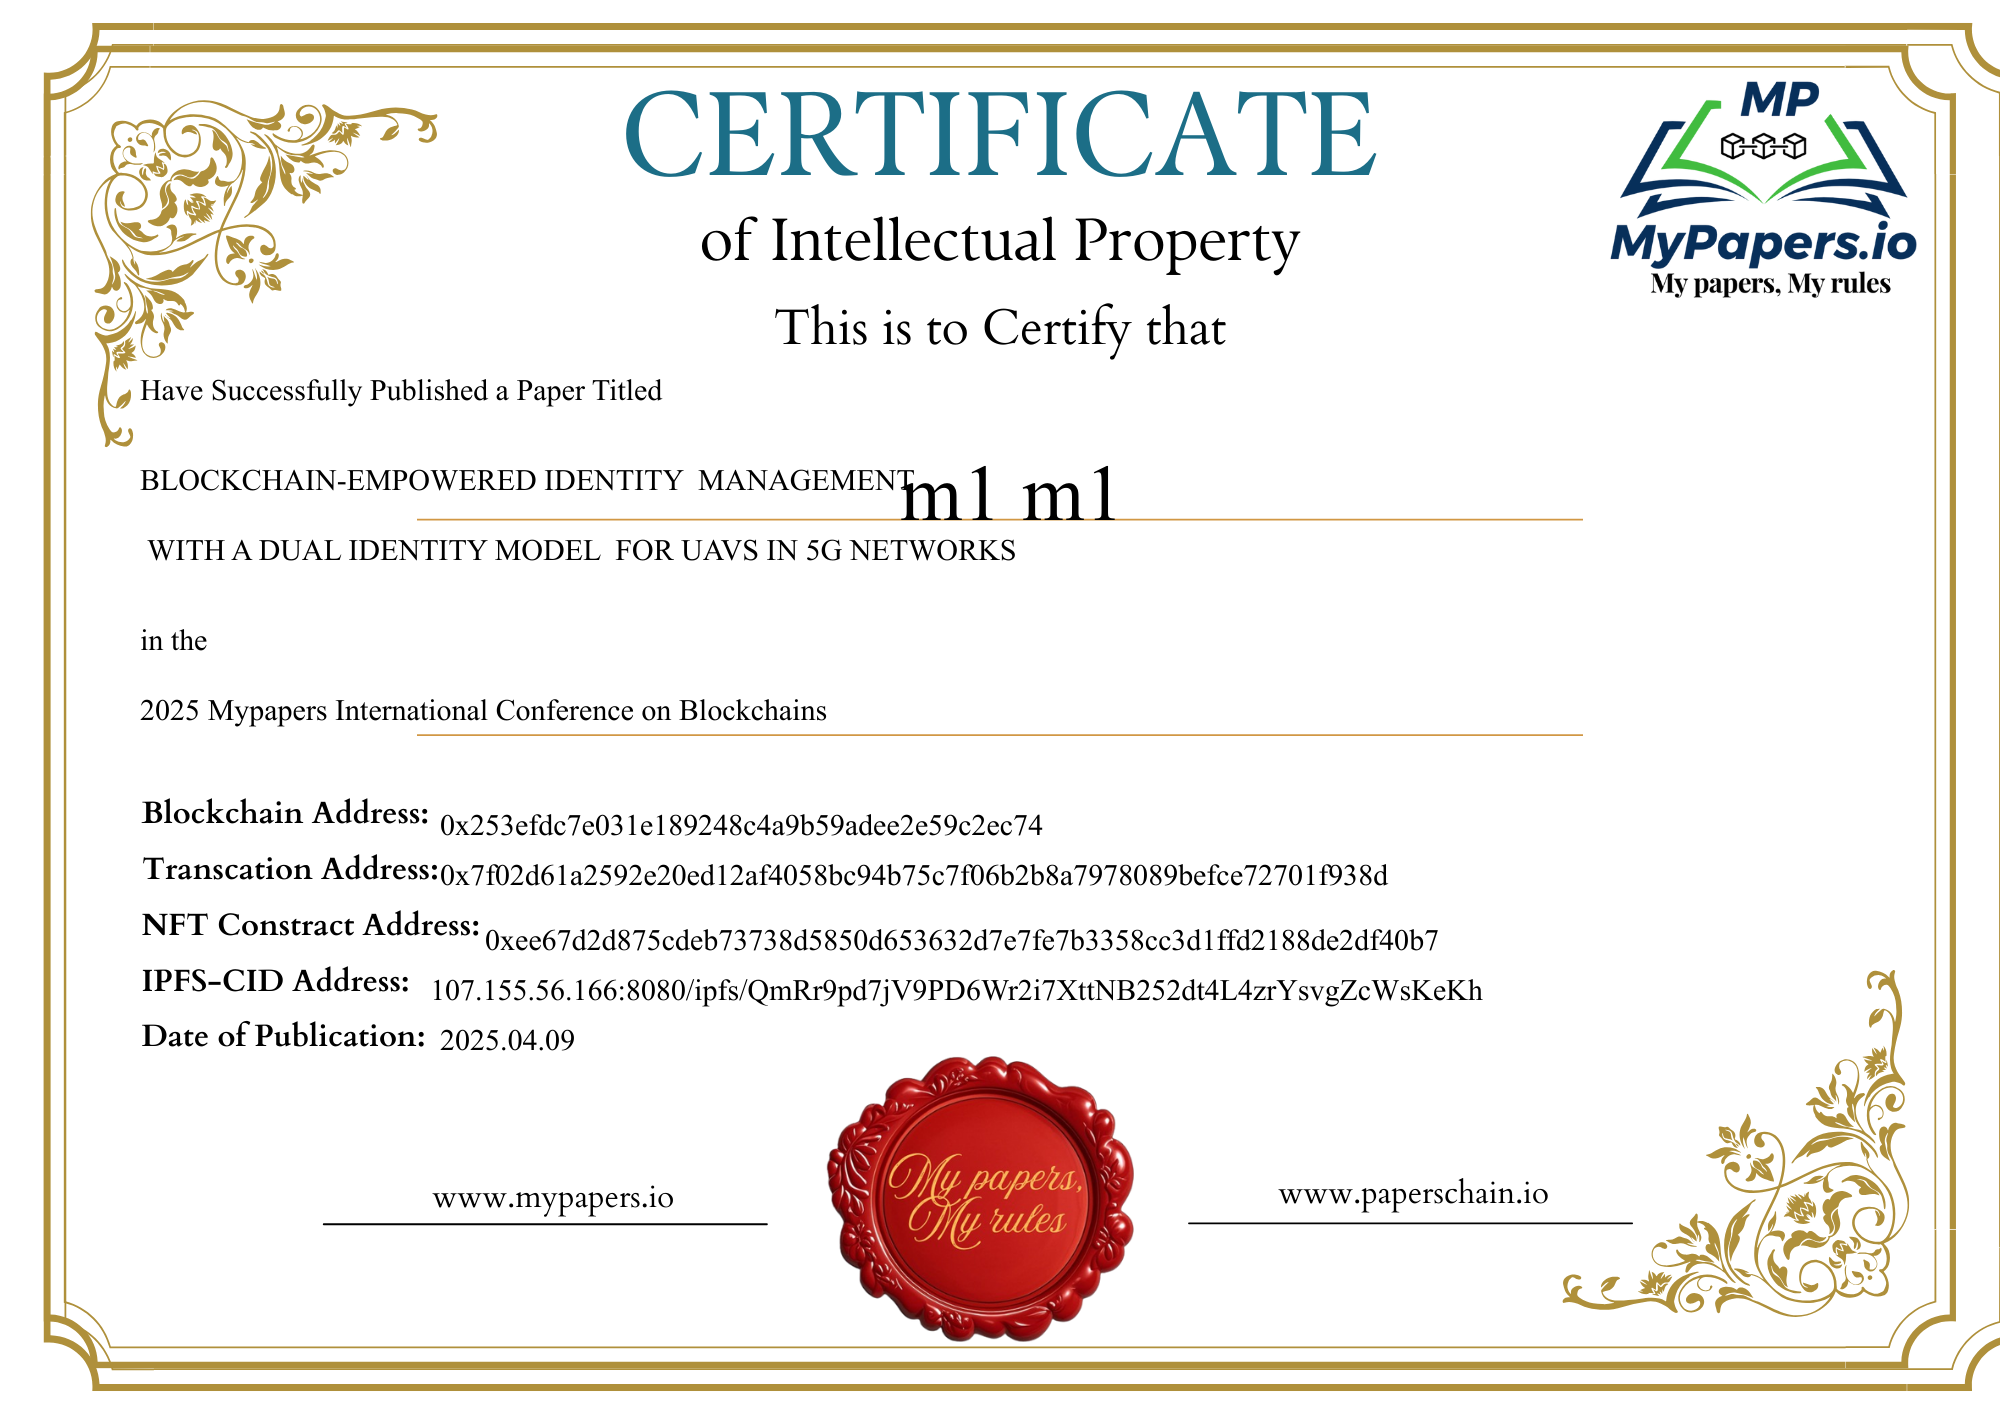 CERTIFICATE
MP
MyPapers.io
My papers, My rules
of Intellectual Property
This is to Certify that
Have Successfully Published a Paper Titled
BLOCKCHAIN-EMPOWERED IDENTITY MANAGEMENT
m1 m1
WITH A DUAL IDENTITY MODEL FOR UAVS IN 5G NETWORKS
in the
2025 Mypapers International Conference on Blockchains
Blockchain Address: 0x253efdc7e031e189248c4a9b59adee2e59c2ec74
Transcation Address:0x7f02d61a2592e20ed12af4058bc94b75c7f06b2b8a7978089befce72701f938d
NFT Constract Address: 0xee67d2d875cdeb73738d5850d653632d7e7fe7b3358cc3d1ffd2188de2df40b7
IPFS-CID Address: 107.155.56.166:8080/ipfs/QmRr9pd7jV9PD6Wr2i7XttNB252dt4L4zrYsvgZcWsKeKh
Date of Publication: 2025.04.09
www.mypapers.io
My papers,
My rules
www.paperschain.io